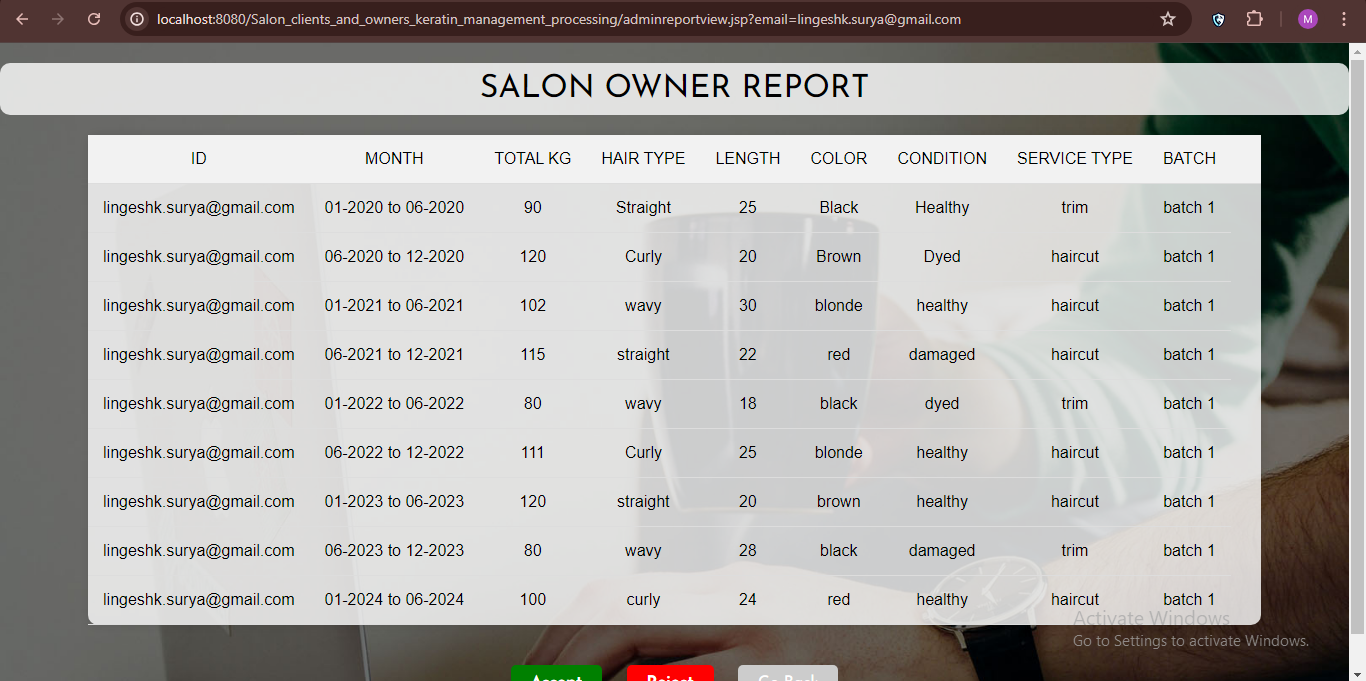 localhost:8080/Salon_clients_and_owners_keratin_management_processing/adminreportview.jsp?email=lingeshk.surya@gmail.com M
SALON OWNER REPORT
ID MONTH TOTAL KG HAIR TYPE LENGTH COLOR CONDITION SERVICE TYPE BATCH
lingeshk.surya@gmail.com 01-2020 to 06-2020 90 Straight 25 Black Healthy trim batch 1
lingeshk.surya@gmail.com 06-2020 to 12-2020 120 Curly 20 Brown Dyed haircut batch 1
lingeshk.surya@gmail.com 01-2021 to 06-2021 102 wavy 30 blonde healthy haircut batch 1
lingeshk.surya@gmail.com 06-2021 to 12-2021 115 straight 22 red damaged haircut batch 1
lingeshk.surya@gmail.com 01-2022 to 06-2022 80 wavy 18 black dyed trim batch 1
lingeshk.surya@gmail.com 06-2022 to 12-2022 111 Curly 25 blonde healthy haircut batch 1
lingeshk.surya@gmail.com 01-2023 to 06-2023 120 straight 20 brown healthy haircut batch 1
lingeshk.surya@gmail.com 06-2023 to 12-2023 80 wavy 28 black damaged trim batch 1
lingeshk.surya@gmail.com 01-2024 to 06-2024 100 curly 24 red healthy haircut batch 1
Activate Windows
Go to Settings to activate Windows.
Accept Reject Go Back